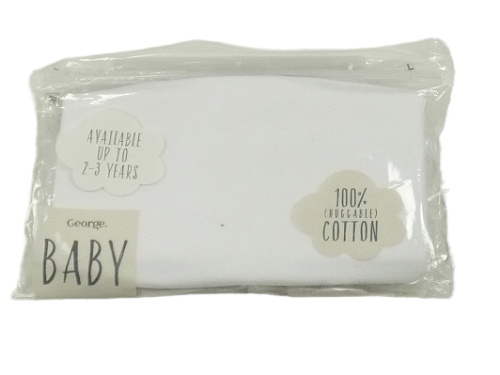 AVAILABLE
UP TO
2-3 YEARS
100%
(HUGGABLE)
COTTON
George.
BABY